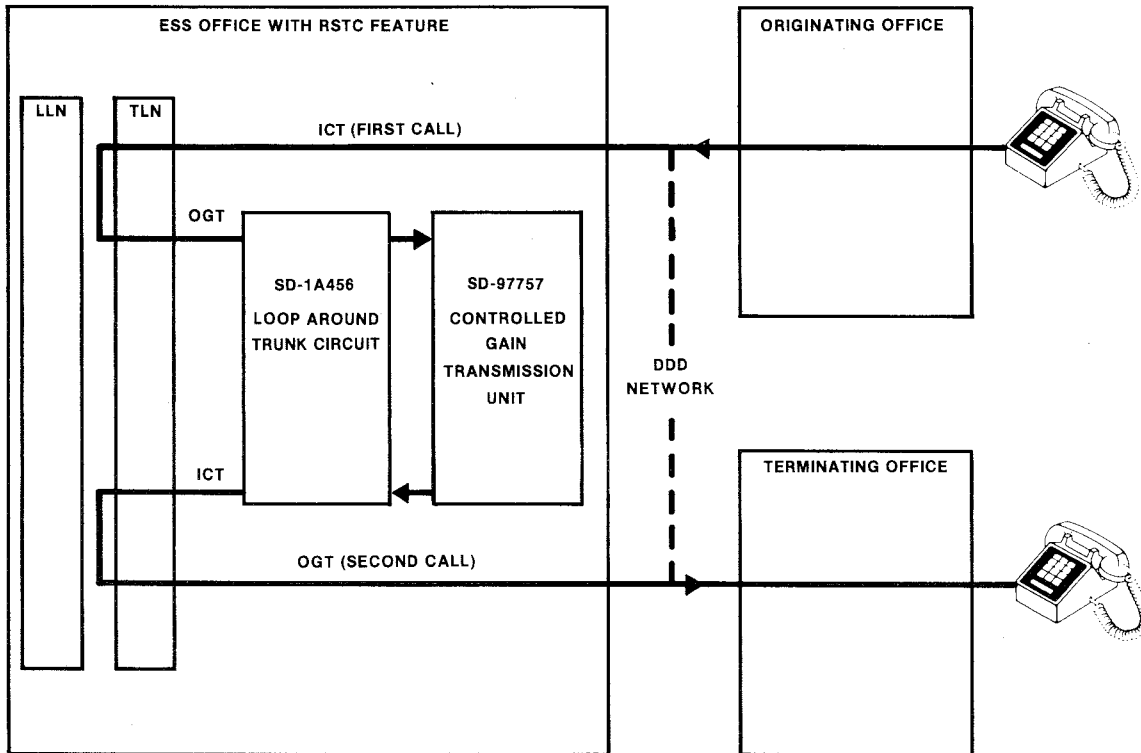 ESS OFFICE WITH RSTC FEATURE
ORIGINATING OFFICE
LLN
TLN
ICT (FIRST CALL)
OGT
SD-1A456
LOOP AROUND
TRUNK CIRCUIT
SD-97757
CONTROLLED
GAIN
TRANSMISSION
UNIT
DDD
NETWORK
ICT
TERMINATING OFFICE
OGT (SECOND CALL)